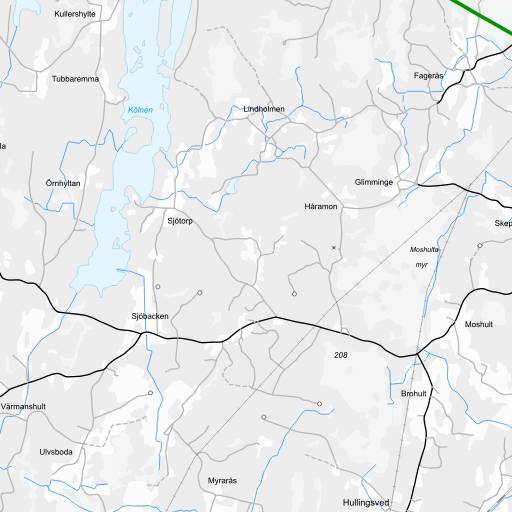 Kullershylte
Fagerås
Tubbaremma
Kölnen
Lindholmen
la
Örnhyltan
Glimminge
Håramon
Sjötorp
Skep
Moshulta
myr
Sjöbacken
Moshult
208
Brohult
Värmanshult
Ulvsboda
Myrarås
Hullingsved